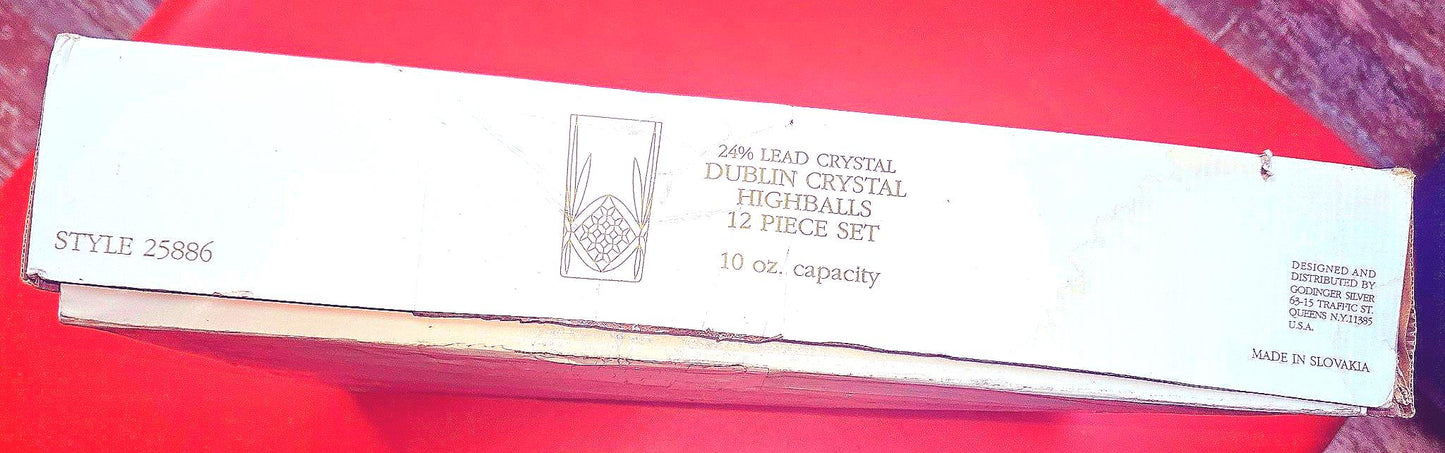 24% LEAD CRYSTAL
DUBLIN CRYSTAL
HIGHBALLS
12 PIECE SET
10 oz. capacity
STYLE 25886
DESIGNED AND
DISTRIBUTED BY
GODINGER SILVER
63-15 TRAFFIC ST.
QUEENS N.Y.11385
U.S.A.
MADE IN SLOVAKIA